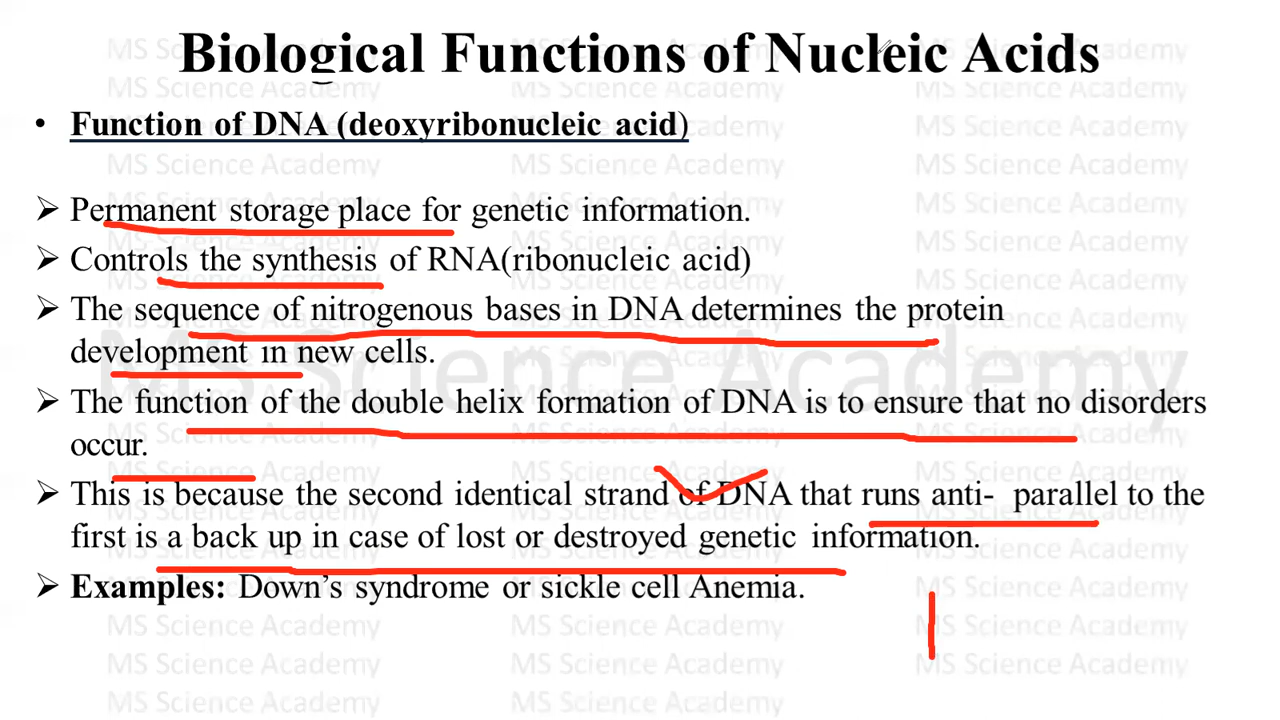 Biological Functions of Nucleic Acids
• Function of DNA (deoxyribonucleic acid)
➢ Permanent storage place for genetic information.
➢ Controls the synthesis of RNA(ribonucleic acid)
➢ The sequence of nitrogenous bases in DNA determines the protein
development in new cells.
➢ The function of the double helix formation of DNA is to ensure that no disorders
occur.
➢ This is because the second identical strand of DNA that runs anti- parallel to the
first is a back up in case of lost or destroyed genetic information.
➢ Examples: Down's syndrome or sickle cell Anemia.
MS Science Academy